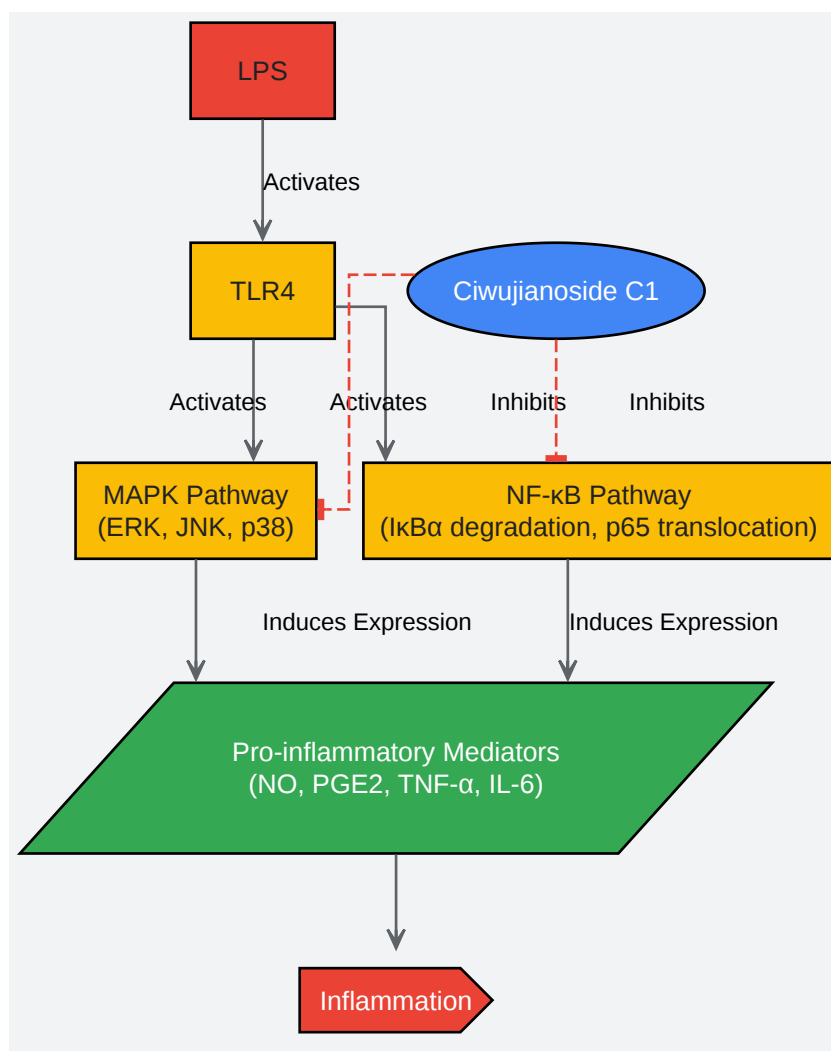 LPS
Activates
TLR4
Ciwujianoside C1
Activates
Activates
Inhibits
Inhibits
MAPK Pathway
(ERK, JNK, p38)
NF-κB Pathway
(IκBα degradation, p65 translocation)
Induces Expression
Induces Expression
Pro-inflammatory Mediators
(NO, PGE2, TNF-α, IL-6)
Inflammation